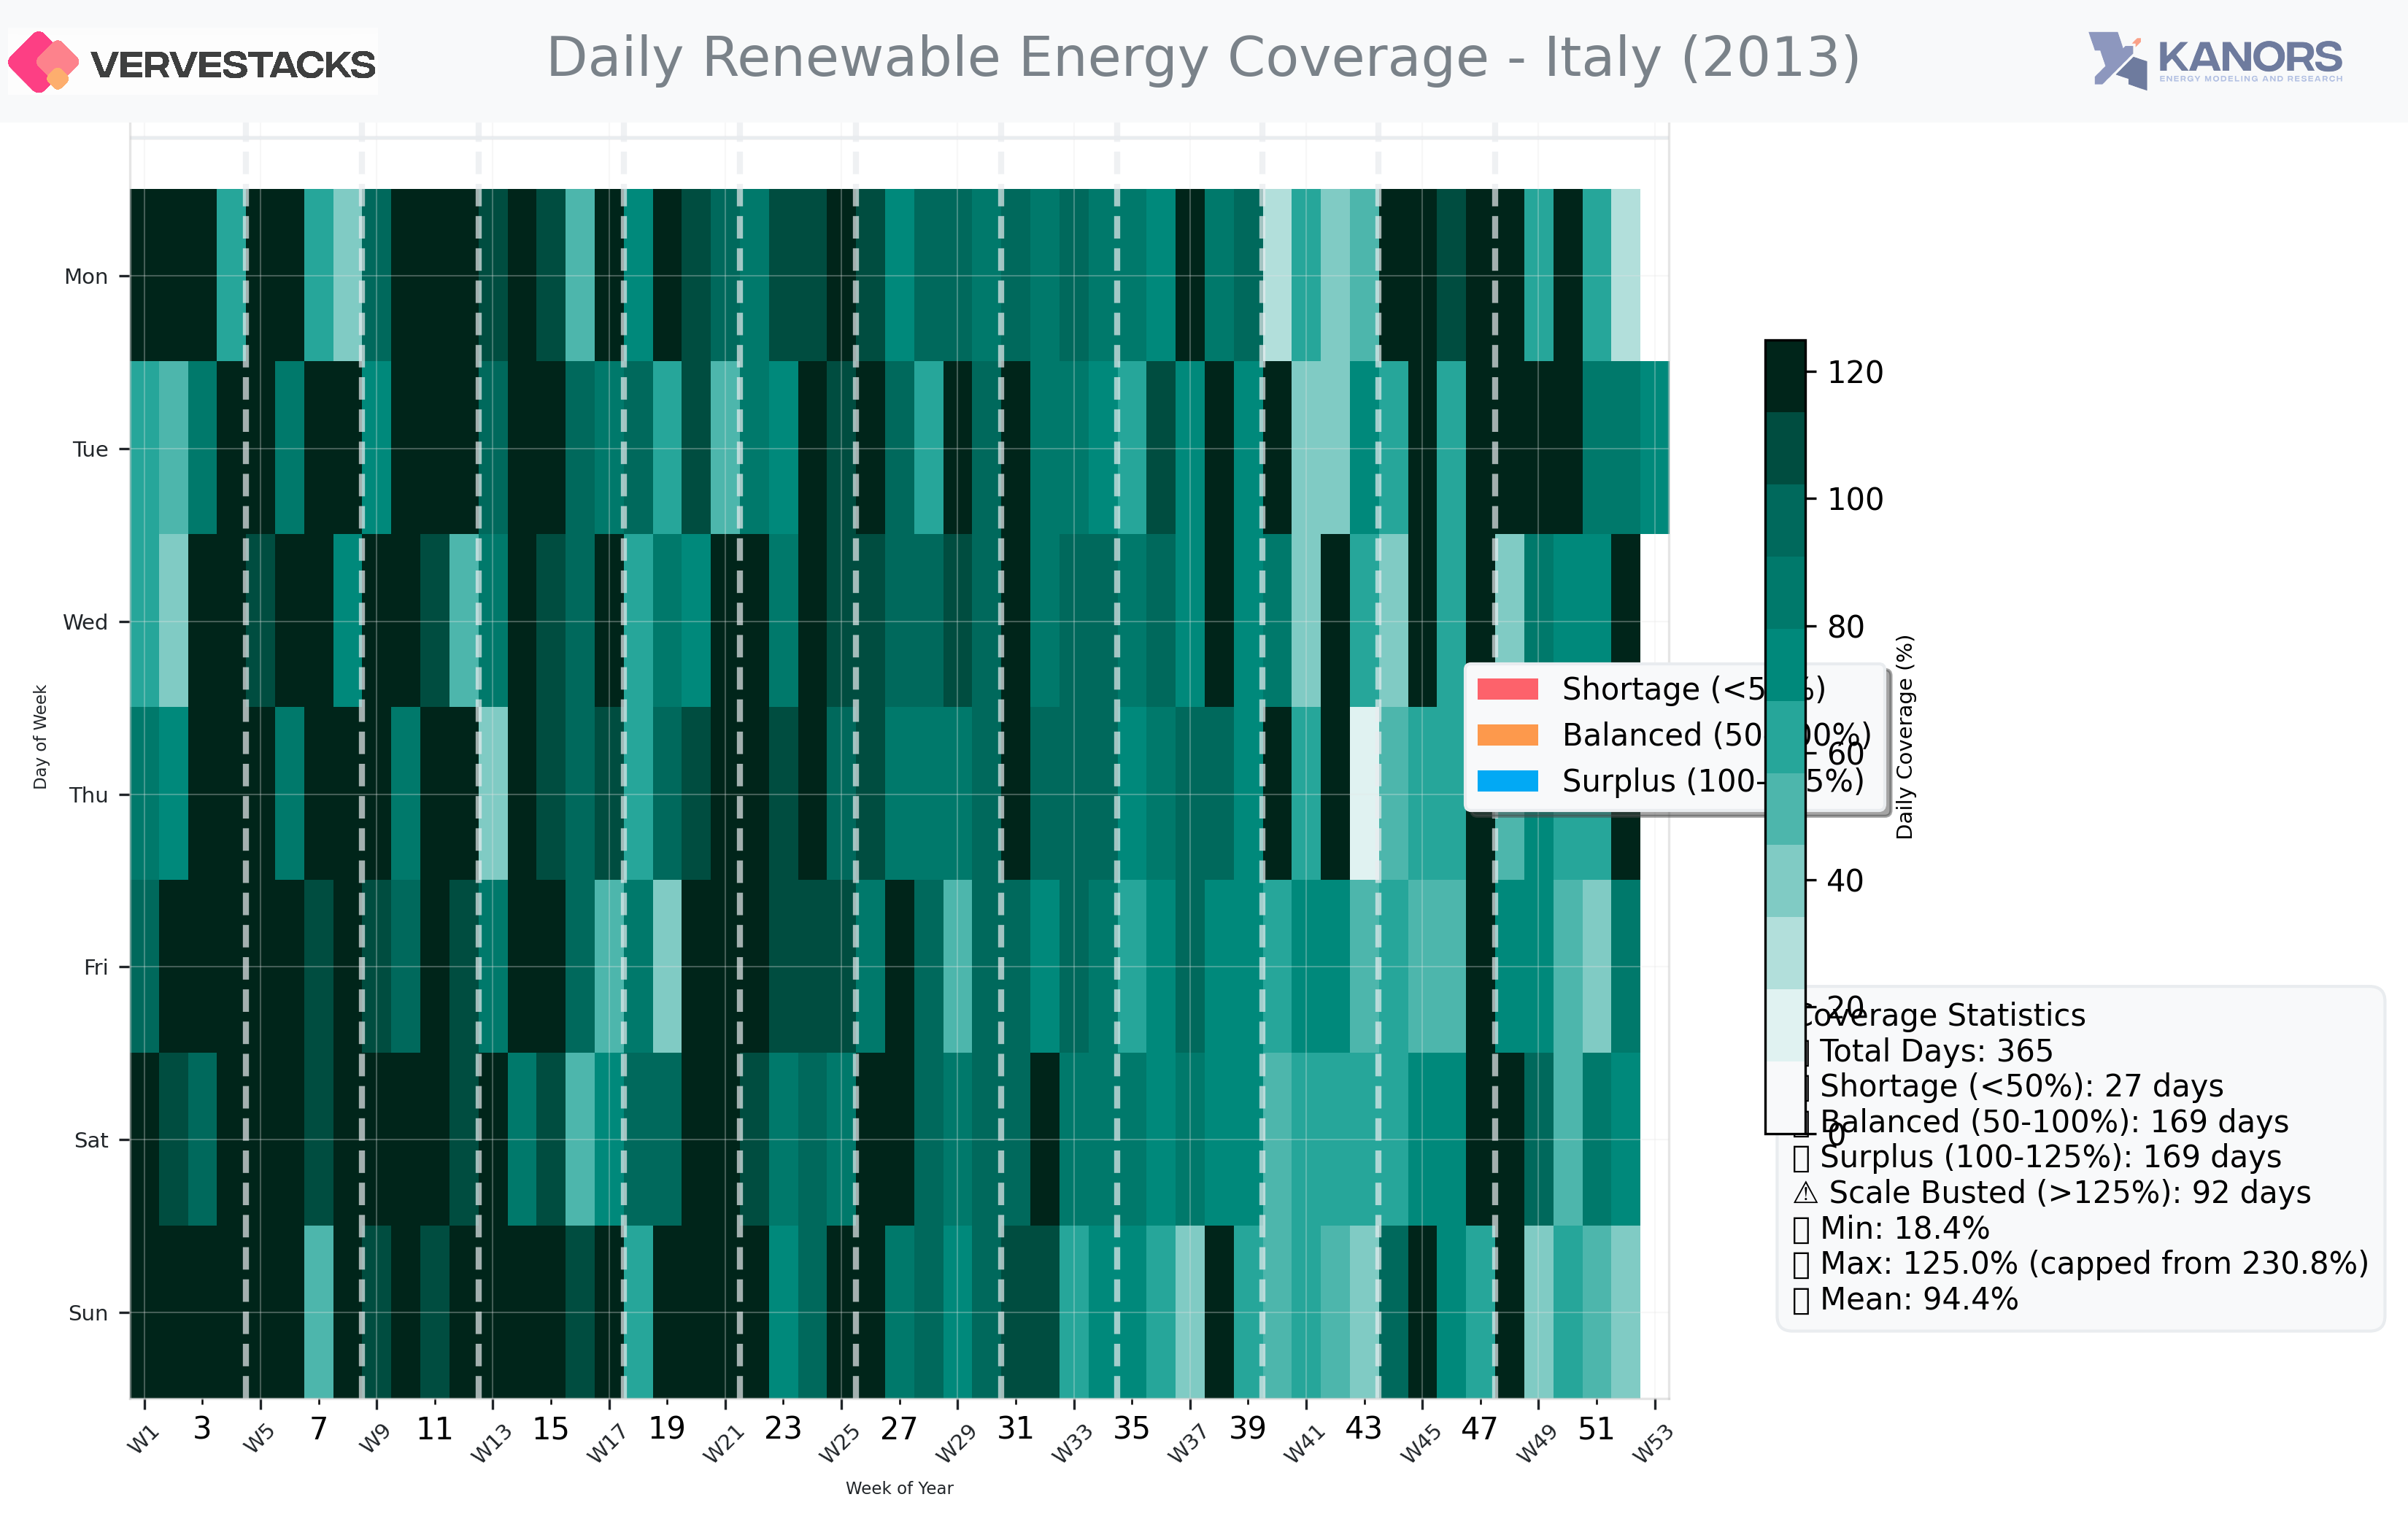 VERVESTACKS
Daily Renewable Energy Coverage - Italy (2013)
KANORS
ENERGY MODELING AND RESEARCH
Mon
Tue
Wed
Thu
Fri
Sat
Sun
Day of Week
W1 3 W5 7 W9 11 W13 15 W17 19 W21 23 W25 27 W29 31 W33 35 W37 39 W41 43 W45 47 W49 51 W53
Week of Year
Shortage (<5 %)
Balanced (50 00%)
Surplus (100- 5%)
120
100
80
60
40
20
0
Daily Coverage (%)
Coverage Statistics
Total Days: 365
Shortage (<50%): 27 days
Balanced (50-100%): 169 days
Surplus (100-125%): 169 days
⚠ Scale Busted (>125%): 92 days
Min: 18.4%
Max: 125.0% (capped from 230.8%)
Mean: 94.4%